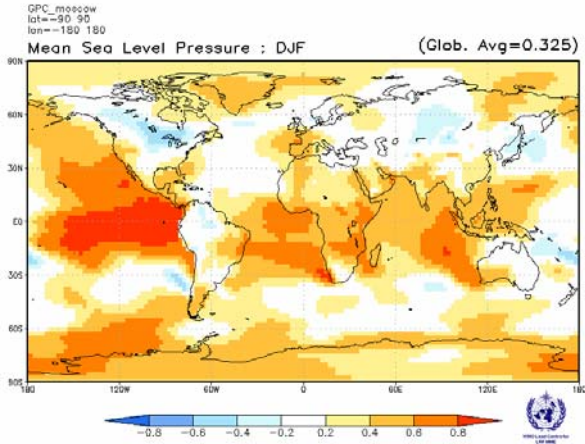 GPC_moscow
lat=-90 90
lon=-180 180
Mean Sea Level Pressure : DJF (Glob. Avg=0.325)
90N
60N
30N
EQ
30S
60S
90S
180 120W 60W 0 60E 120E 180
-0.8 -0.6 -0.4 -0.2 0.2 0.4 0.6 0.8